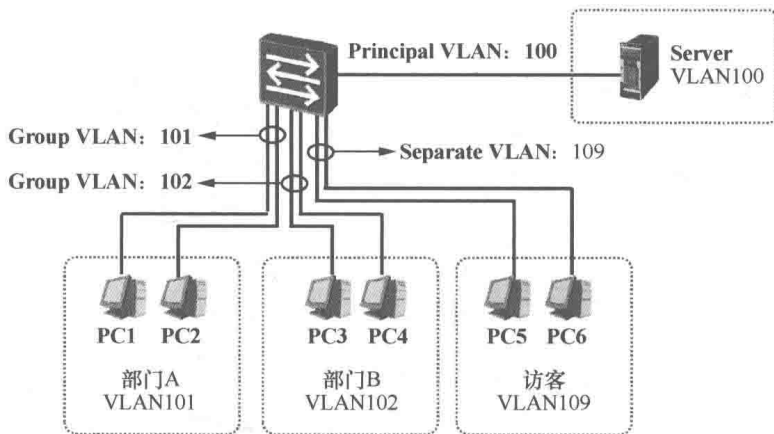 Principal VLAN：100
Server
VLAN100
Group VLAN：101
Separate VLAN：109
Group VLAN：102
PC1 PC2
PC3 PC4
PC5 PC6
部门A
VLAN101
部门B
VLAN102
访客
VLAN109